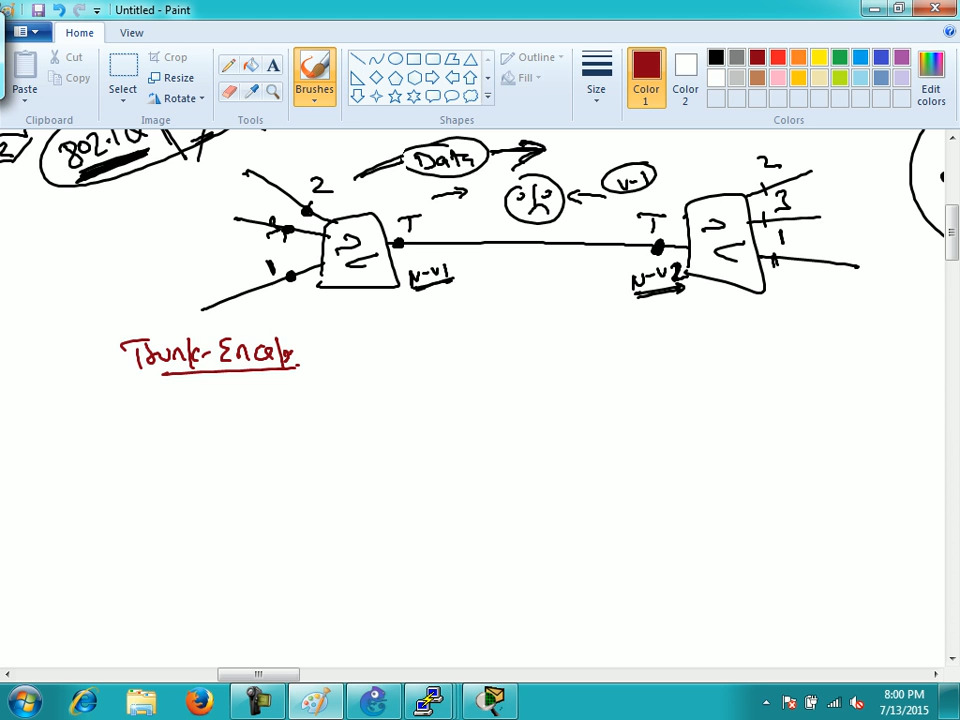 Untitled - Paint
Home View
Cut
Copy
Paste
Clipboard
Select
Crop
Resize
Rotate
Image
A
Tools
Brushes
Outline
Fill
Shapes
Size
Color 1
Color 2
Edit colors
Colors
802.1Q
Data
V-1
2
2
3
T
T
1
1
N-V1
N-V2
Trunk-Encap
8:00 PM
7/13/2015